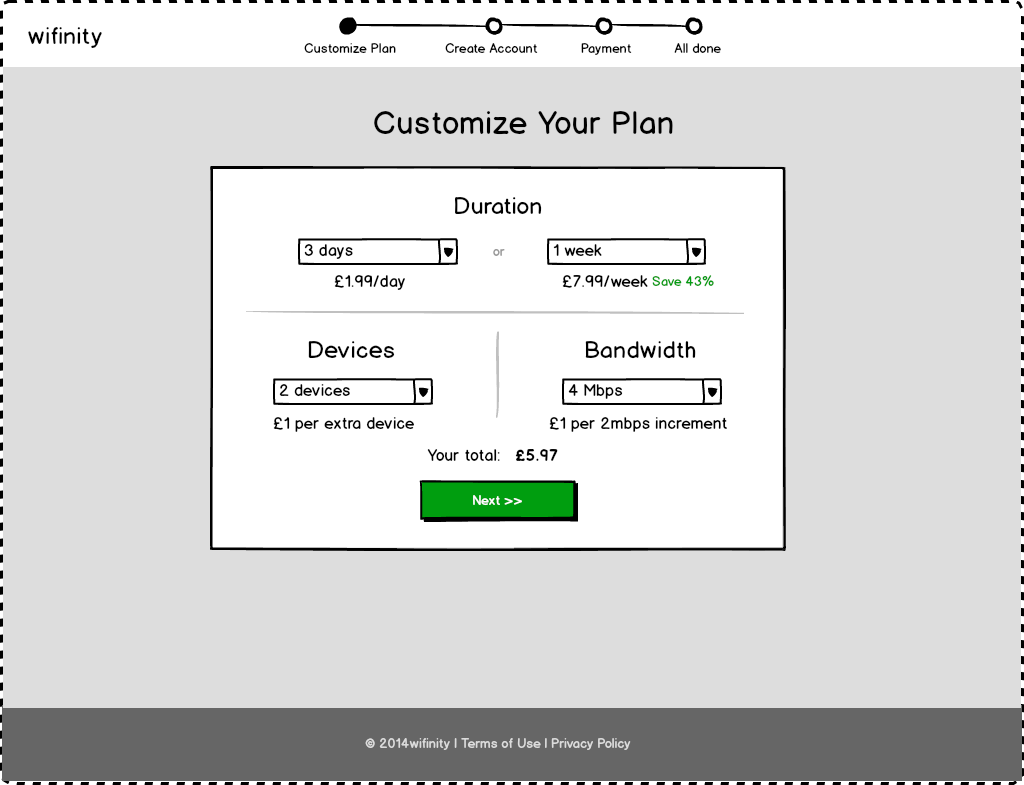 wifinity
Customize Plan Create Account Payment All done
Customize Your Plan
Duration
3 days or 1 week
£1.99/day £7.99/week Save 43%
Devices Bandwidth
2 devices 4 Mbps
£1 per extra device £1 per 2mbps increment
Your total: £5.97
Next >>
© 2014wifinity | Terms of Use | Privacy Policy